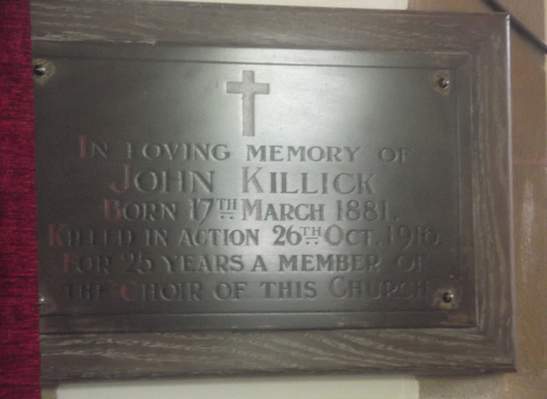 IN LOVING MEMORY OF
JOHN KILLICK
BORN 17TH MARCH 1881.
KILLED IN ACTION 26TH OCT. 1916.
FOR 25 YEARS A MEMBER OF
THE CHOIR OF THIS CHURCH